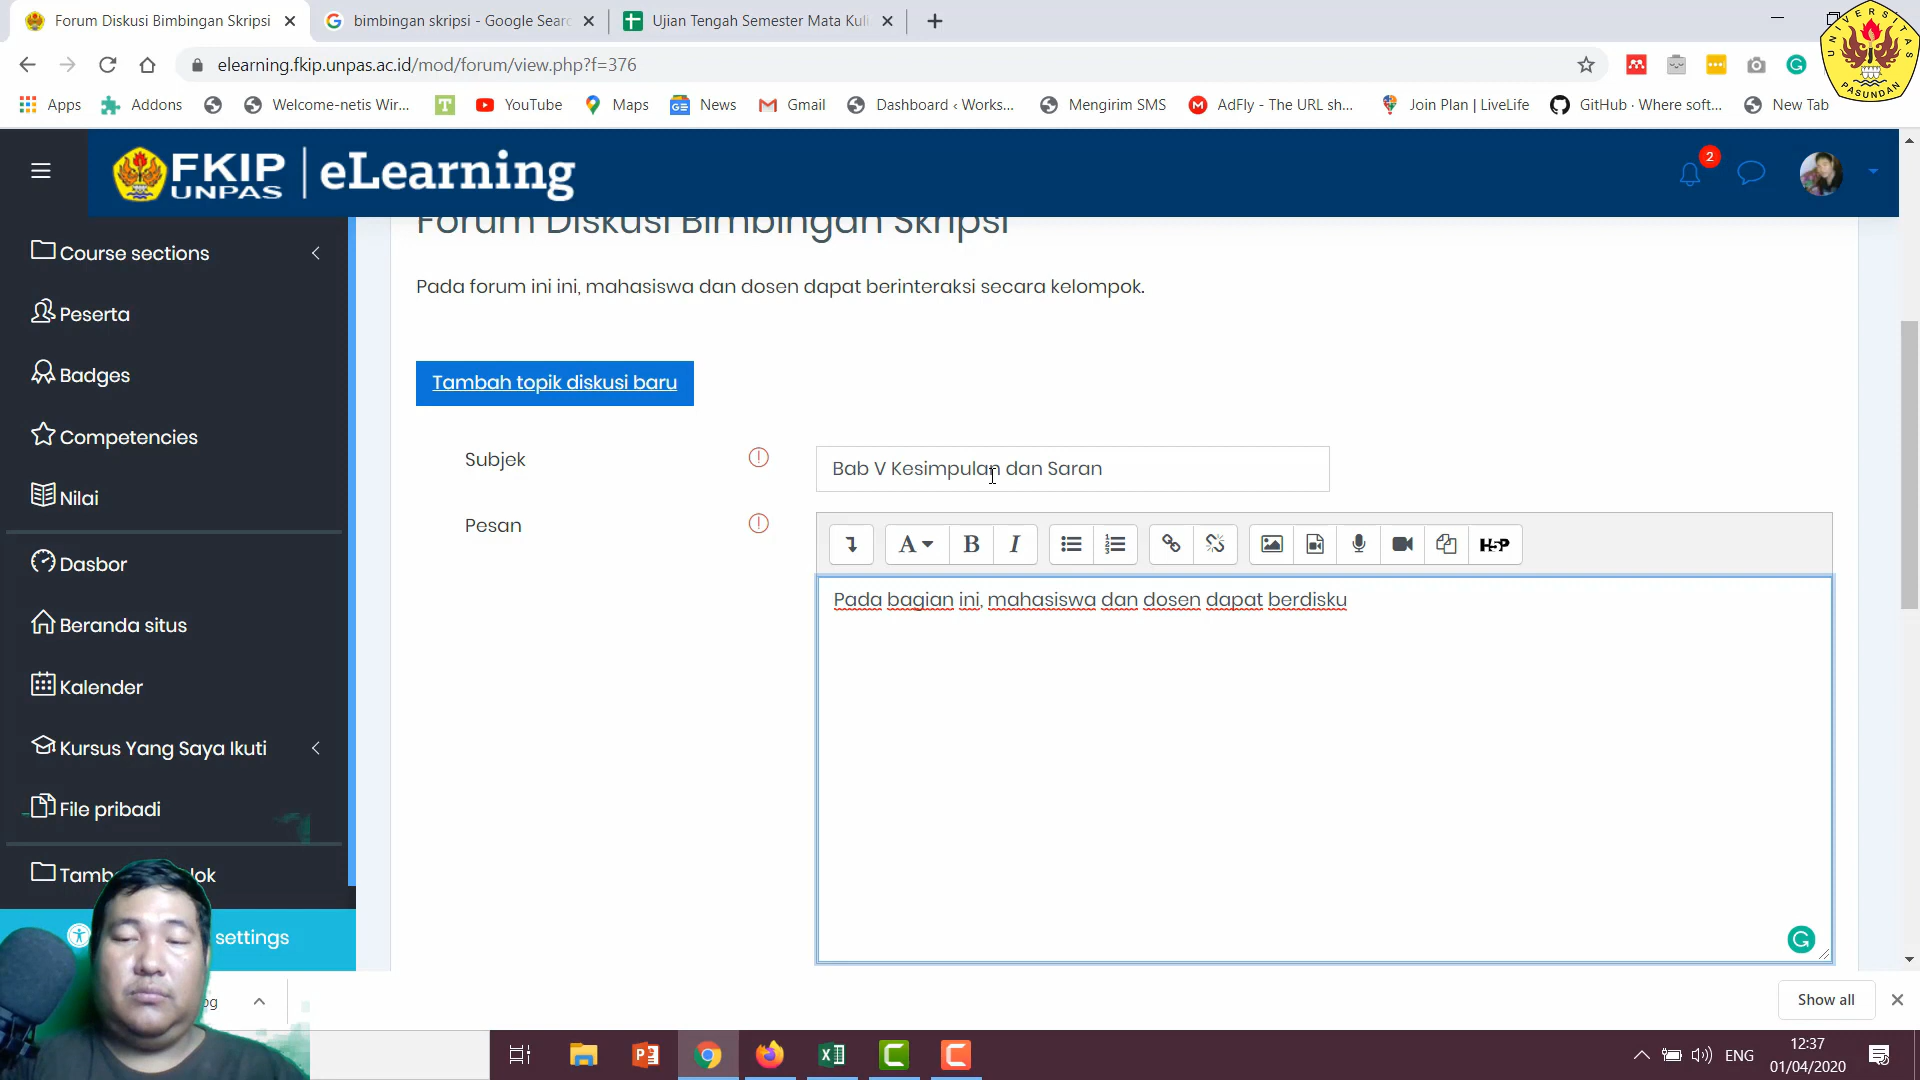 Forum Diskusi Bimbingan Skripsi
bimbingan skripsi - Google Searc
Ujian Tengah Semester Mata Kuli
elearning.fkip.unpas.ac.id/mod/forum/view.php?f=376
UNIVERSITAS
PASUNDAN
Apps
Addons
Welcome-netis Wir...
YouTube
Maps
News
Gmail
Dashboard ‹ Works...
Mengirim SMS
AdFly - The URL sh...
Join Plan | LiveLife
GitHub · Where soft...
New Tab
FKIP UNPAS | eLearning
2
Course sections
Peserta
Badges
Competencies
Nilai
Dasbor
Beranda situs
Kalender
Kursus Yang Saya Ikuti
File pribadi
settings
Forum Diskusi Bimbingan Skripsi
Pada forum ini ini, mahasiswa dan dosen dapat berinteraksi secara kelompok.
Tambah topik diskusi baru
Subjek
Bab V Kesimpulan dan Saran
Pesan
A B I
H5P
Pada bagian ini, mahasiswa dan dosen dapat berdisku
Show all
ENG
12:37
01/04/2020